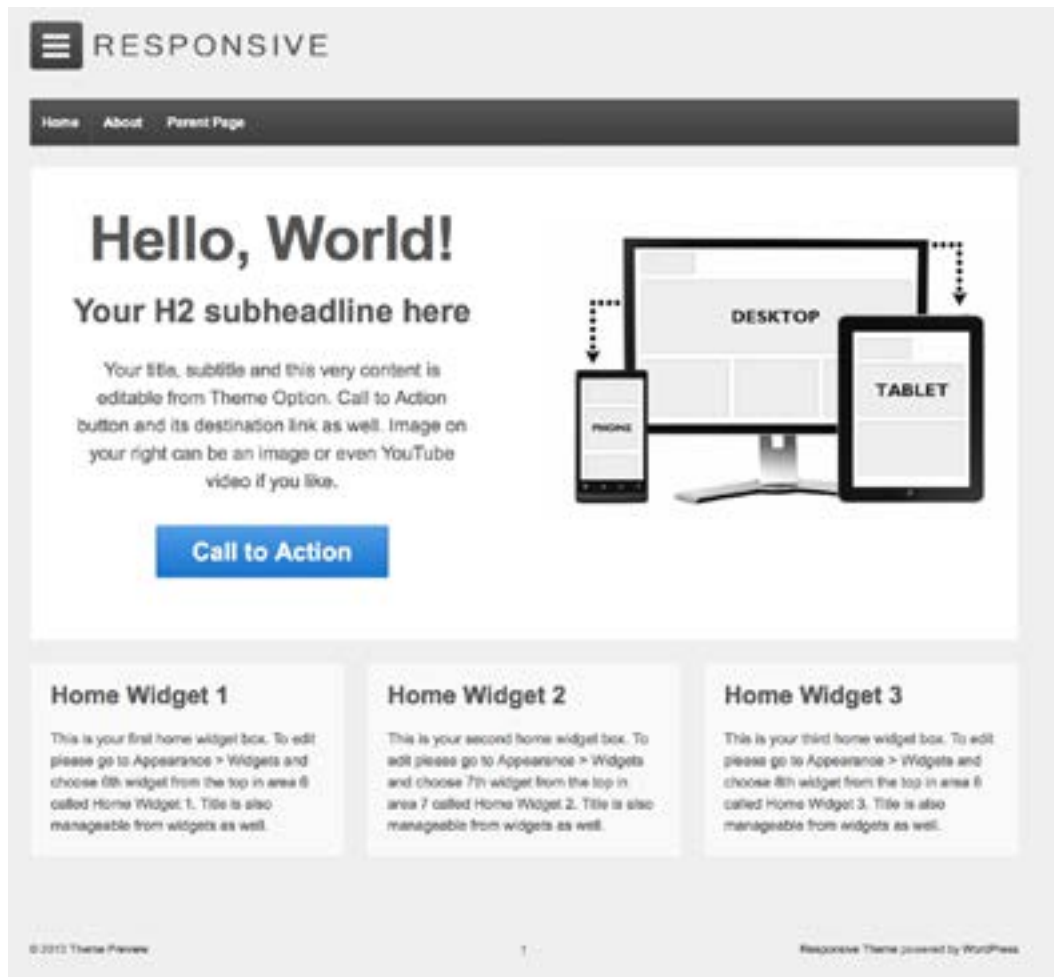 RESPONSIVE
Home About Parent Page
Hello, World!
Your H2 subheadline here
Your title, subtitle and this very content is
editable from Theme Option. Call to Action
button and its destination link as well. Image on
your right can be an image or even YouTube
video if you like.
Call to Action
DESKTOP
TABLET
PHONE
Home Widget 1
This is your first home widget box. To edit
please go to Appearance > Widgets and
choose 6th widget from the top in area 6
called Home Widget 1. Title is also
manageable from widgets as well.
Home Widget 2
This is your second home widget box. To
edit please go to Appearance > Widgets
and choose 7th widget from the top in
area 7 called Home Widget 2. Title is also
manageable from widgets as well.
Home Widget 3
This is your third home widget box. To edit
please go to Appearance > Widgets and
choose 8th widget from the top in area
called Home Widget 3. Title is also
manageable from widgets as well.
© Theme Preview
Responsive Theme powered by WordPress